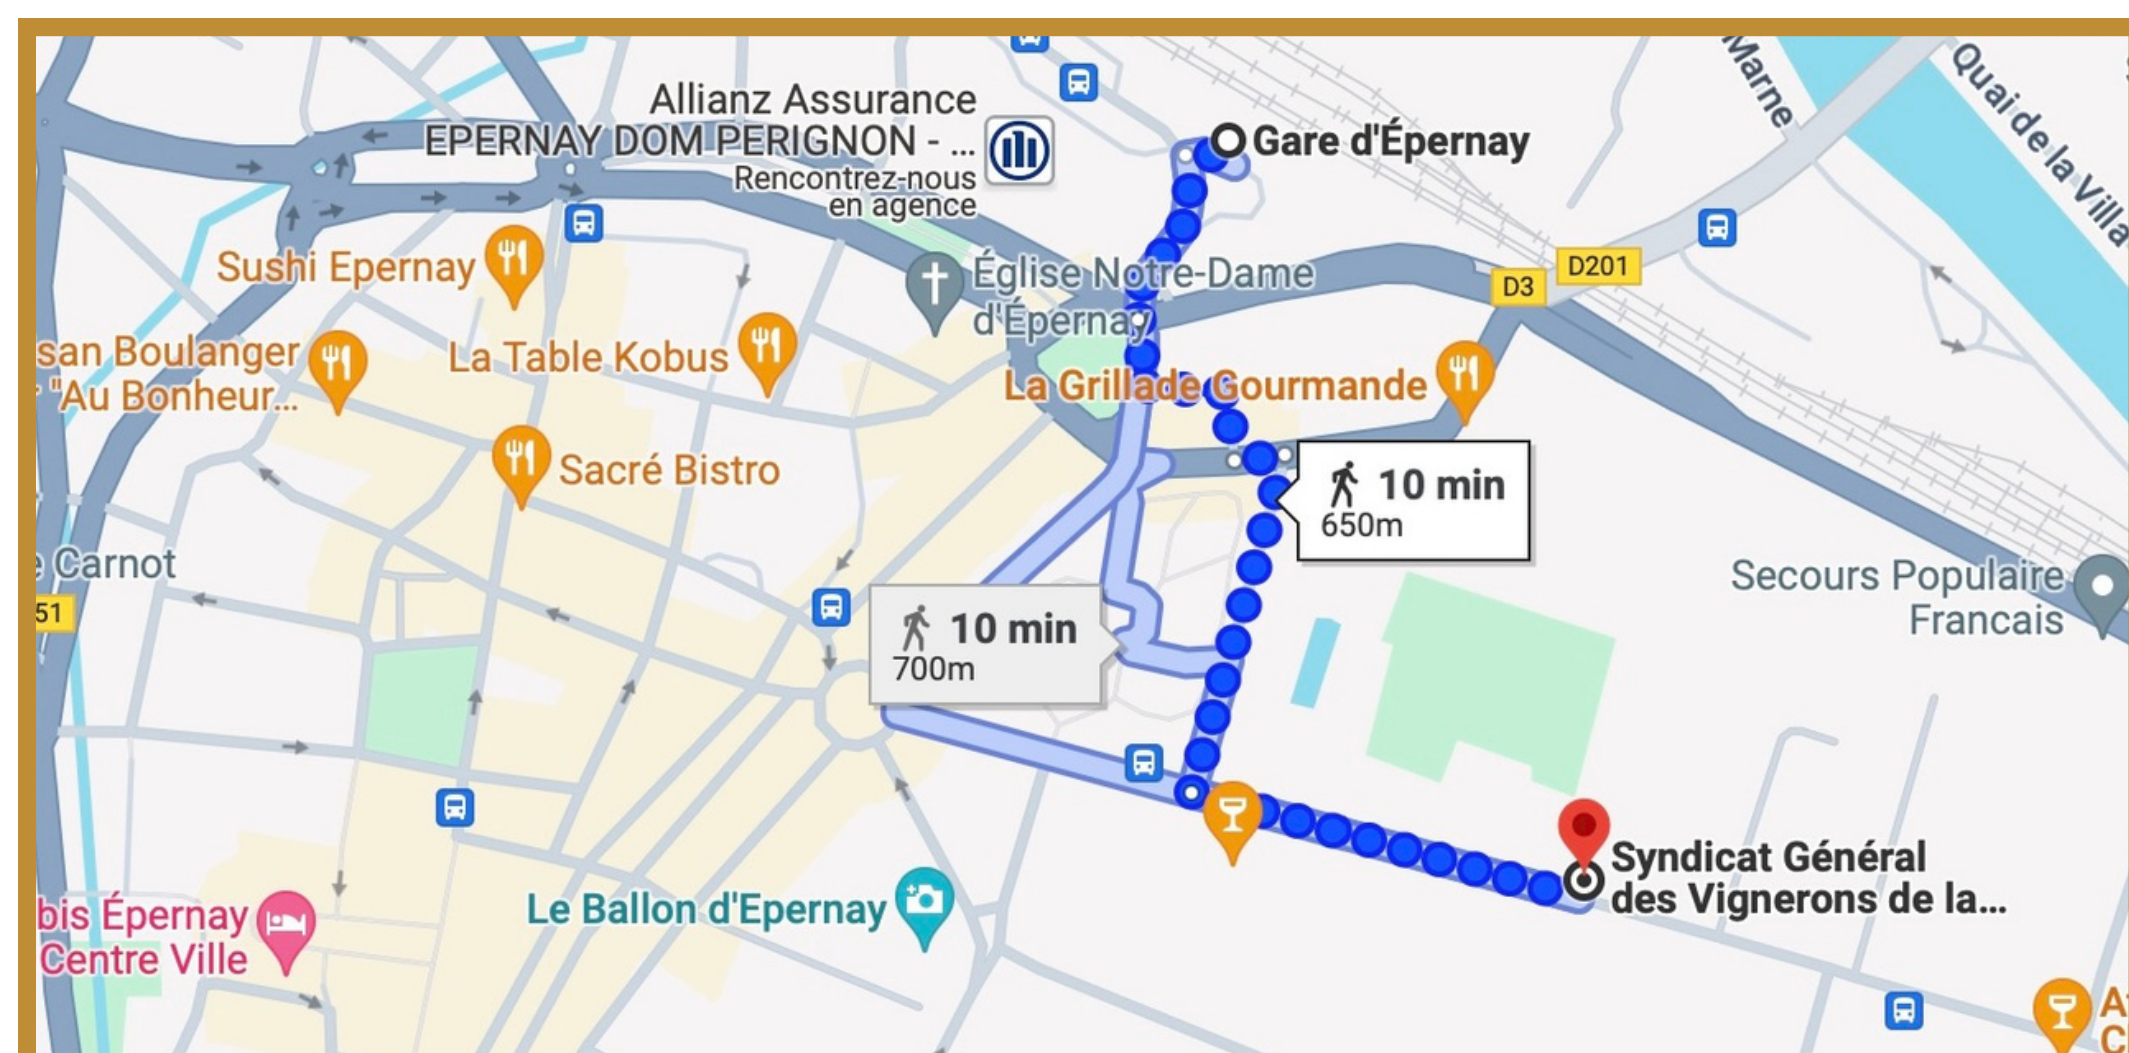 Marne
Quai de la Villa
Allianz Assurance
EPERNAY DOM PERIGNON - ...
Rencontrez-nous
en agence
Gare d'Épernay
D201
D3
Sushi Epernay
Église Notre-Dame
d'Épernay
san Boulanger
"Au Bonheur...
La Table Kobus
La Grillade Gourmande
Sacré Bistro
10 min
650m
e Carnot
51
Secours Populaire
Francais
10 min
700m
Syndicat Général
des Vignerons de la...
Le Ballon d'Epernay
bis Épernay
Centre Ville